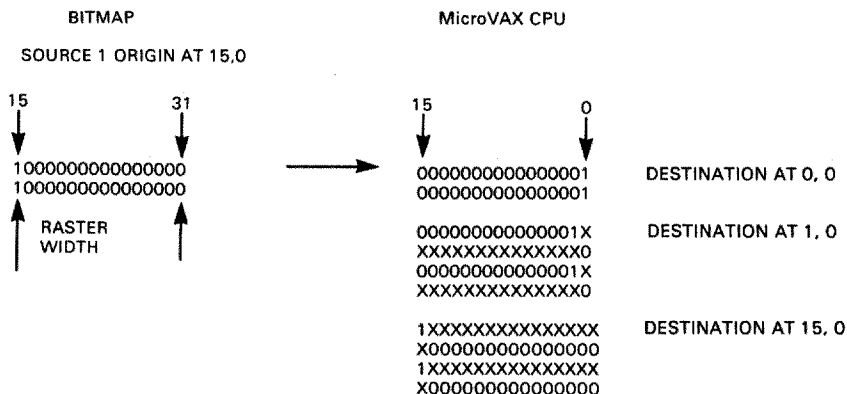 BITMAP
MicroVAX CPU
SOURCE 1 ORIGIN AT 15,0
15 31
15 0
1000000000000000
1000000000000000
0000000000000001 DESTINATION AT 0, 0
0000000000000001
RASTER
WIDTH
000000000000001X DESTINATION AT 1, 0
XXXXXXXXXXXXXXX0
000000000000001X
XXXXXXXXXXXXXXX0
1XXXXXXXXXXXXXXX DESTINATION AT 15, 0
X000000000000000
1XXXXXXXXXXXXXXX
X000000000000000